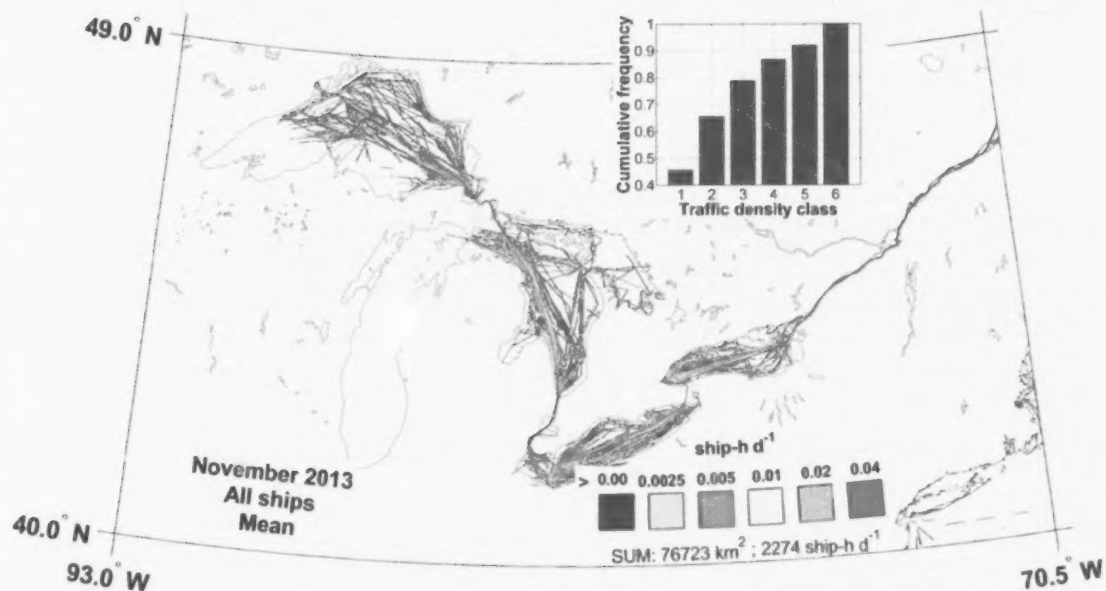 49.0° N
Cumulative frequency
1
0.9
0.8
0.7
0.6
0.5
0.4
1 2 3 4 5 6
Traffic density class
November 2013
All ships
Mean
ship-h d-1
> 0.00 0.0025 0.005 0.01 0.02 0.04
SUM: 76723 km2 ; 2274 ship-h d-1
40.0° N
93.0° W
70.5° W